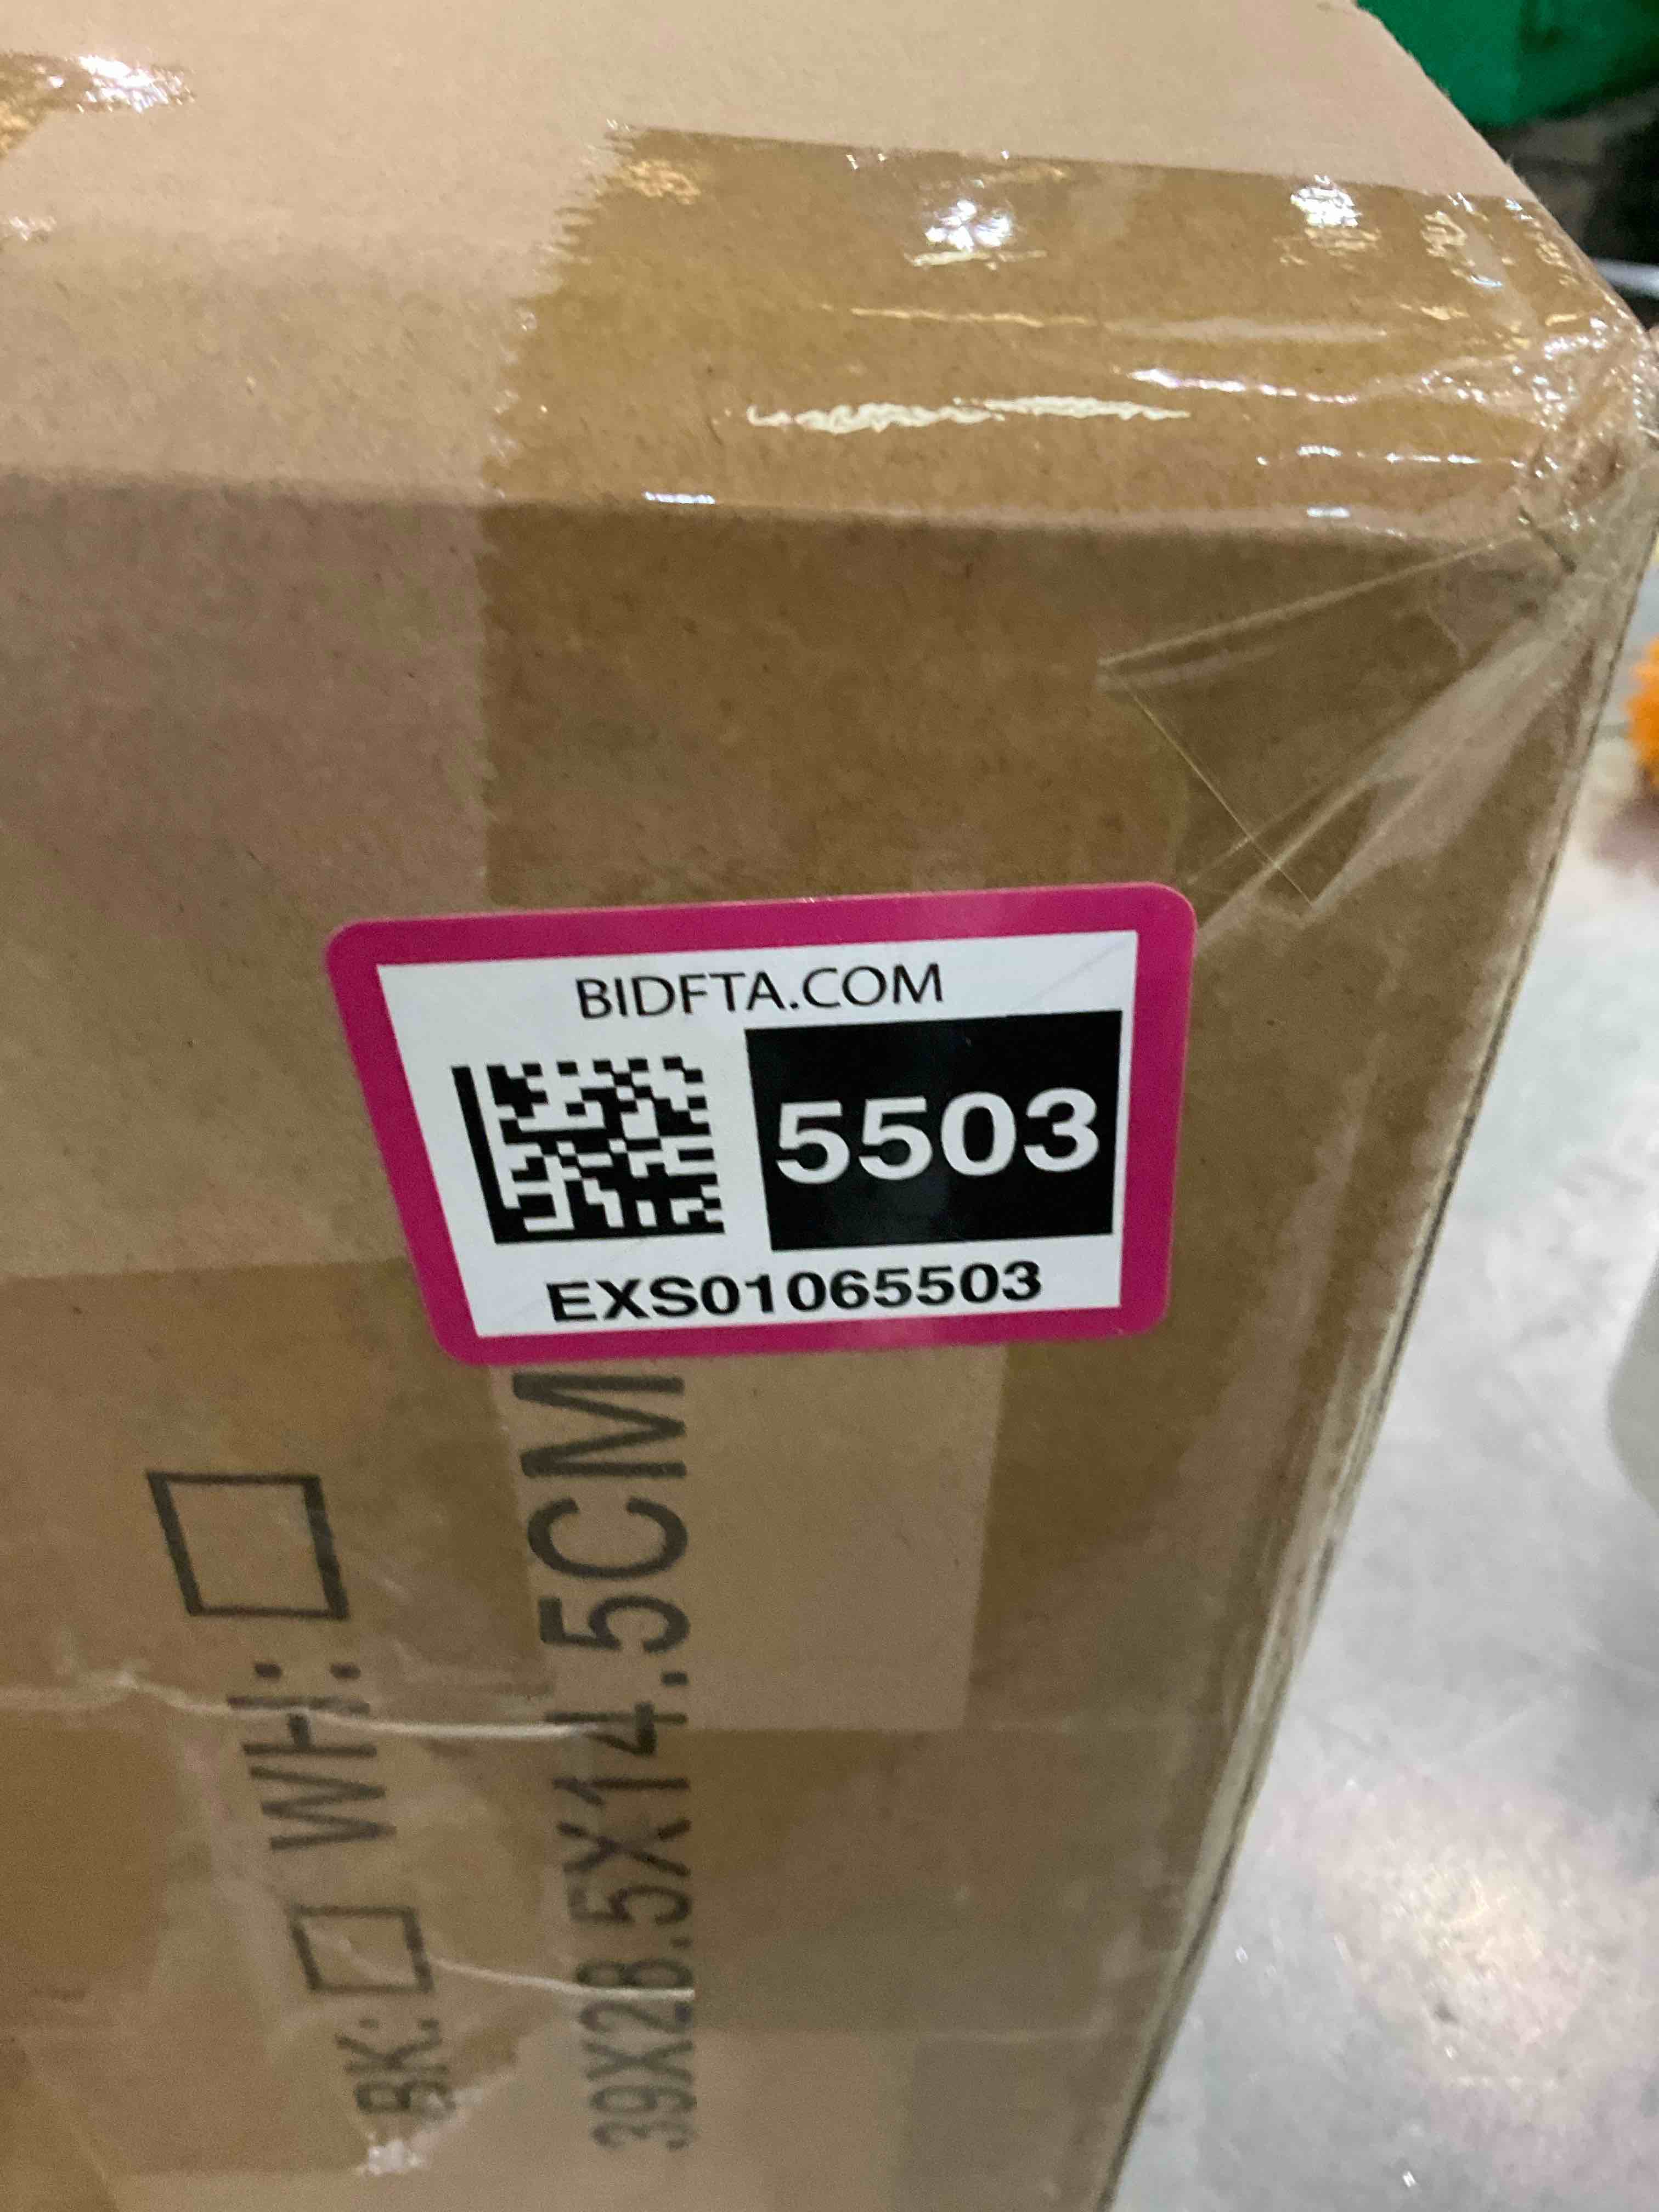 BIDFTA.COM
5503
EXS01065503
BK: WH:
39X28.5X14.5CM